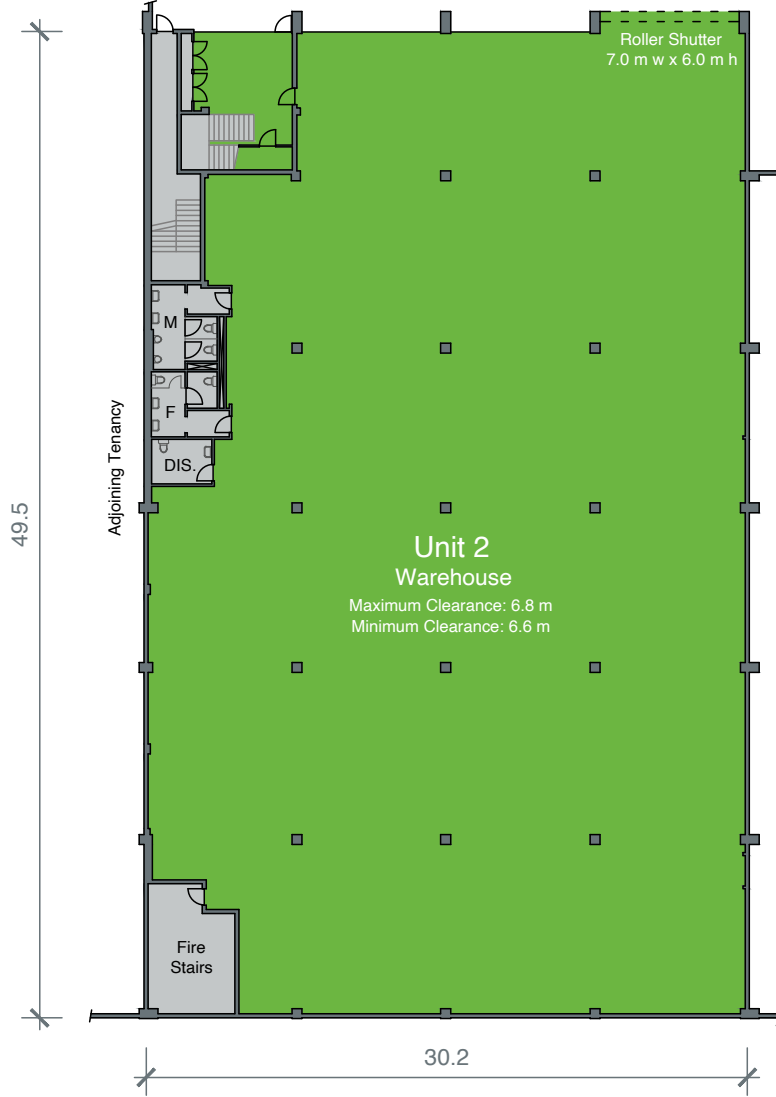 Roller Shutter
7.0 m w x 6.0 m h
M
F
DIS.
Adjoining Tenancy
49.5
Unit 2
Warehouse
Maximum Clearance: 6.8 m
Minimum Clearance: 6.6 m
Fire
Stairs
30.2